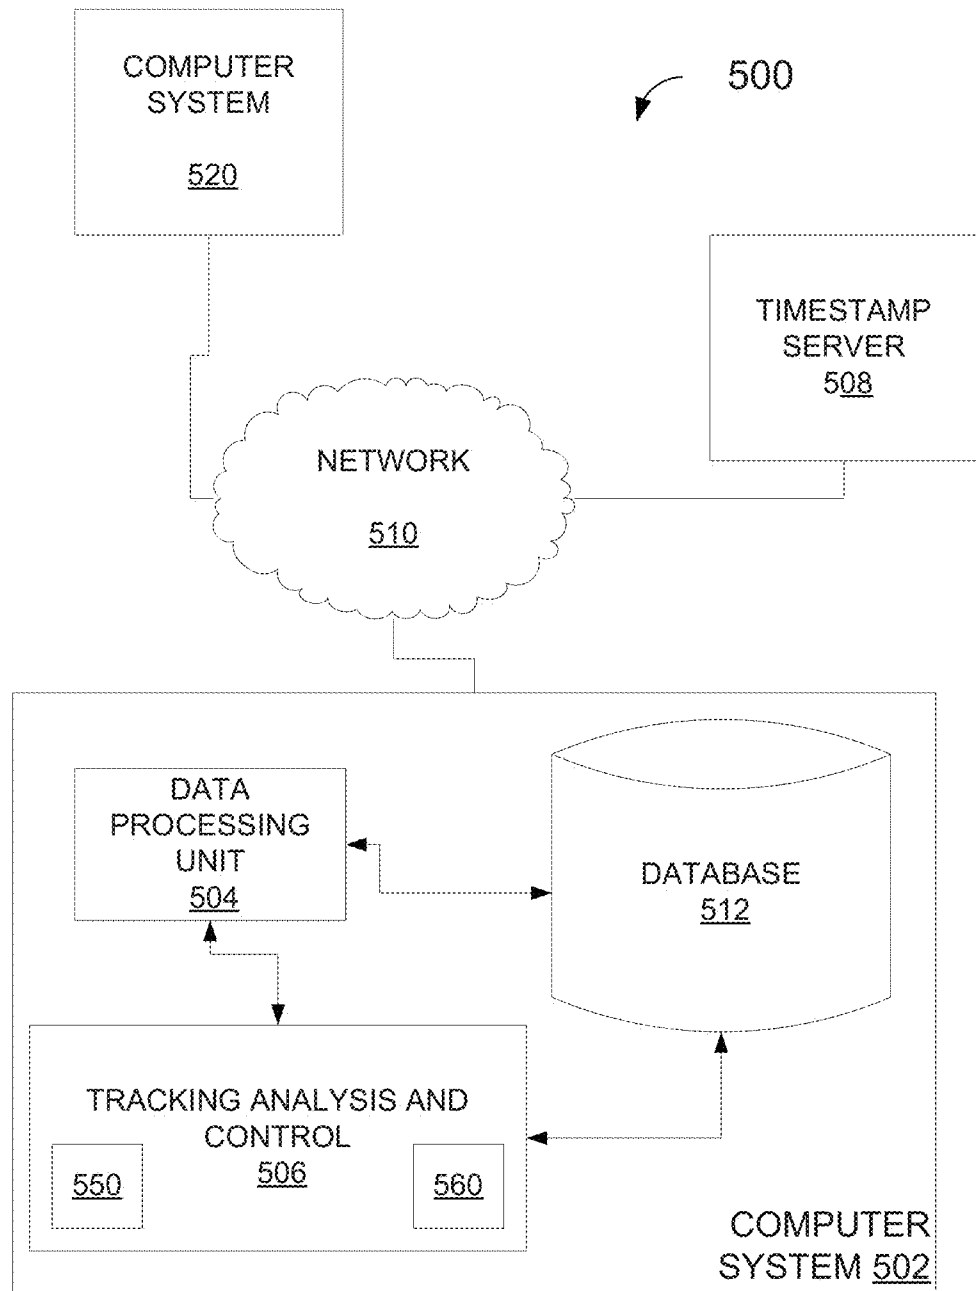 COMPUTER
SYSTEM
520
500
TIMESTAMP
SERVER
508
NETWORK
510
DATA
PROCESSING
UNIT
504
DATABASE
512
TRACKING ANALYSIS AND
CONTROL
506
550
560
COMPUTER
SYSTEM 502